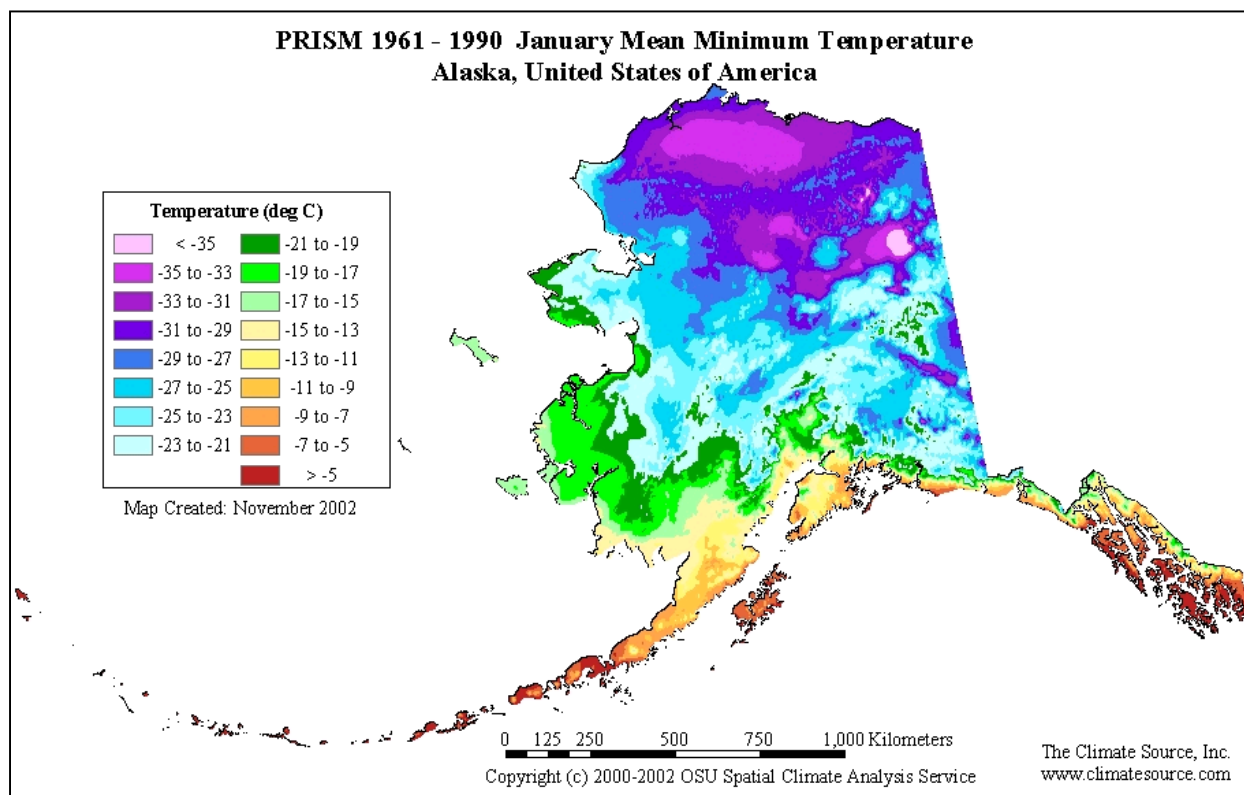 PRISM 1961 - 1990 January Mean Minimum Temperature
Alaska, United States of America
Temperature (deg C)
< -35
-35 to -33
-33 to -31
-31 to -29
-29 to -27
-27 to -25
-25 to -23
-23 to -21
-21 to -19
-19 to -17
-17 to -15
-15 to -13
-13 to -11
-11 to -9
-9 to -7
-7 to -5
> -5
Map Created: November 2002
0 125 250 500 750 1,000 Kilometers
Copyright (c) 2000-2002 OSU Spatial Climate Analysis Service
The Climate Source, Inc.
www.climatesource.com